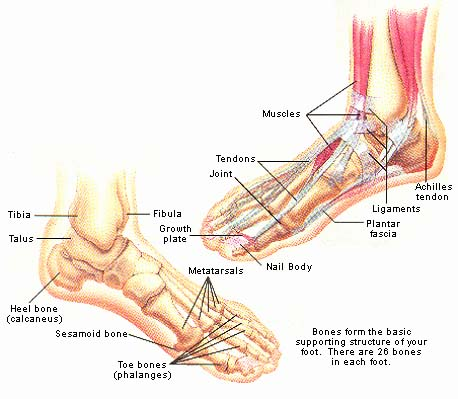 Muscles
Tendons
Joint
Achilles
tendon
Ligaments
Tibia
Fibula
Growth
plate
Plantar
fascia
Talus
Nail Body
Metatarsals
Heel bone
(calcaneus)
Sesamoid bone
Toe bones
(phalanges)
Bones form the basic
supporting structure of your
foot. There are 26 bones
in each foot.